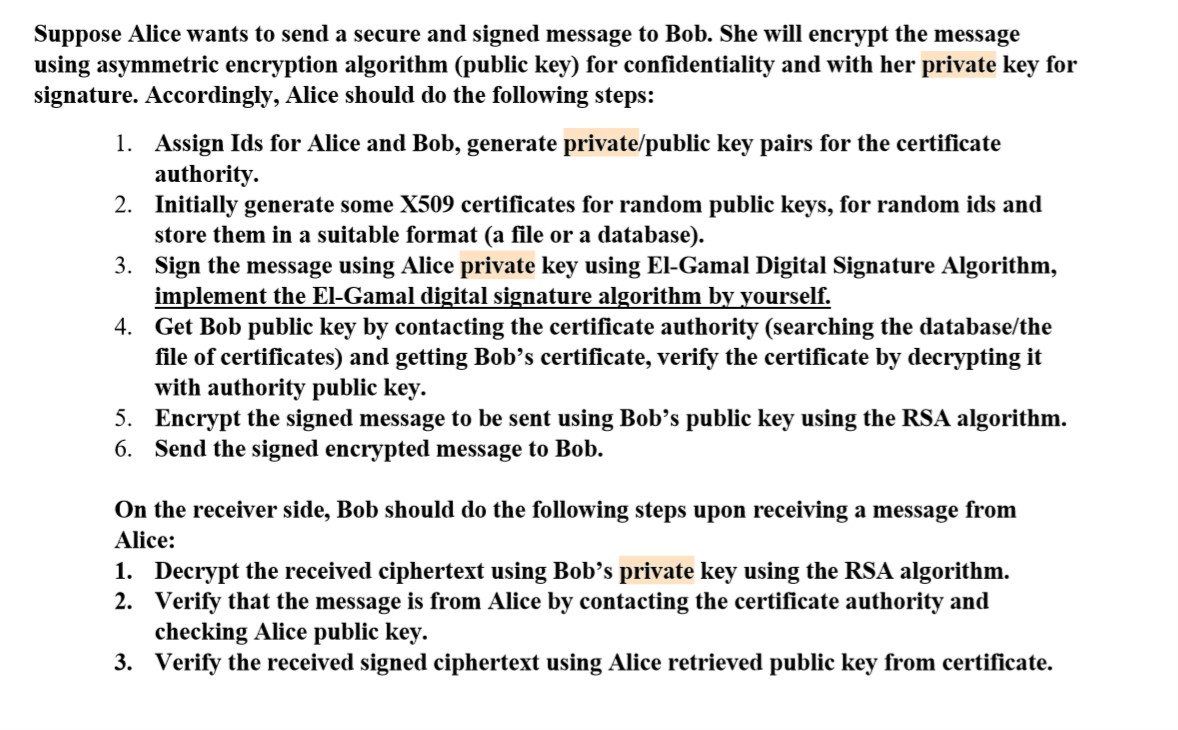 Suppose Alice wants to send a secure and signed message to Bob. She will encrypt the message
using asymmetric encryption algorithm (public key) for confidentiality and with her private key for
signature. Accordingly, Alice should do the following steps:
1. Assign Ids for Alice and Bob, generate private/public key pairs for the certificate
authority.
2. Initially generate some X509 certificates for random public keys, for random ids and
store them in a suitable format (a file or a database).
3. Sign the message using Alice private key using El-Gamal Digital Signature Algorithm,
implement the El-Gamal digital signature algorithm by yourself.
4. Get Bob public key by contacting the certificate authority (searching the database/the
file of certificates) and getting Bob’s certificate, verify the certificate by decrypting it
with authority public key.
5. Encrypt the signed message to be sent using Bob’s public key using the RSA algorithm.
6. Send the signed encrypted message to Bob.
On the receiver side, Bob should do the following steps upon receiving a message from
Alice:
1. Decrypt the received ciphertext using Bob’s private key using the RSA algorithm.
2. Verify that the message is from Alice by contacting the certificate authority and
checking Alice public key.
3. Verify the received signed ciphertext using Alice retrieved public key from certificate.